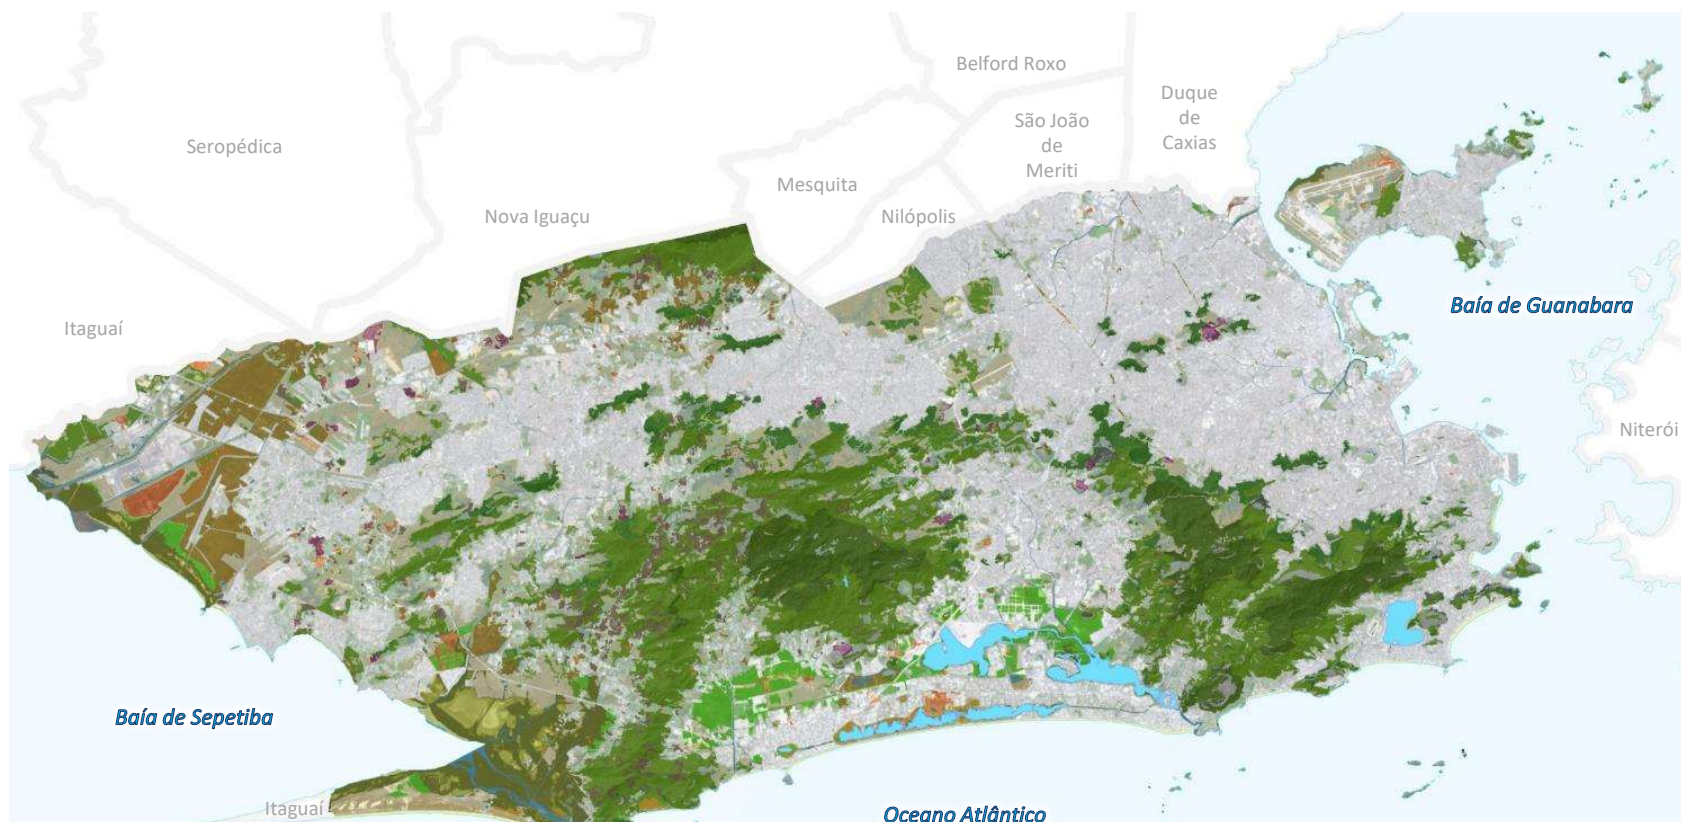 Belford Roxo
Duque
de
Caxias
São João
de
Meriti
Seropédica
Mesquita
Nova Iguaçu
Nilópolis
Baía de Guanabara
Itaguaí
Niterói
Baía de Sepetiba
Itaguaí
Oceano Atlântico